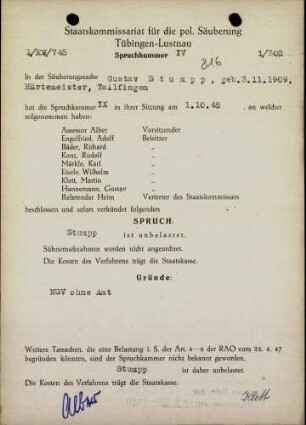 Staatskommissariat für die pol. Säuberung
Tübingen-Lustnau
1/KW/745 Spruchkammer IV 1/302
216
In der Säuberungssache Gustav Stumpp, geb.3.11.1909,
Härtemeister, Tailfingen
hat die Spruchkammer IX in ihrer Sitzung am 1.10.48 , an welcher
teilgenommen haben:
Assessor Alber Vorsitzender
Engelfried, Adolf Beisitzer
Bäder, Richard "
Konz, Rudolf "
Märkle, Karl "
Eisele, Wilhelm "
Klett, Martin "
Hannemann, Gustav "
Referendar Heim Vertreter des Staatskommissars
beschlossen und sofort verkündet folgenden
SPRUCH:
Stumpp
ist unbelastet.
Sühnemaßnahmen werden nicht angeordnet.
Die Kosten des Verfahrens trägt die Staatskasse.
Gründe:
NSV ohne Amt
Weitere Tatsachen, die eine Belastung i. S. der Art. 4—6 der RAO vom 25. 4. 47
begründen könnten, sind der Spruchkammer nicht bekannt geworden.
Stumpp ist daher unbelastet.
Die Kosten des Verfahrens trägt die Staatskasse.
Alber
Klett